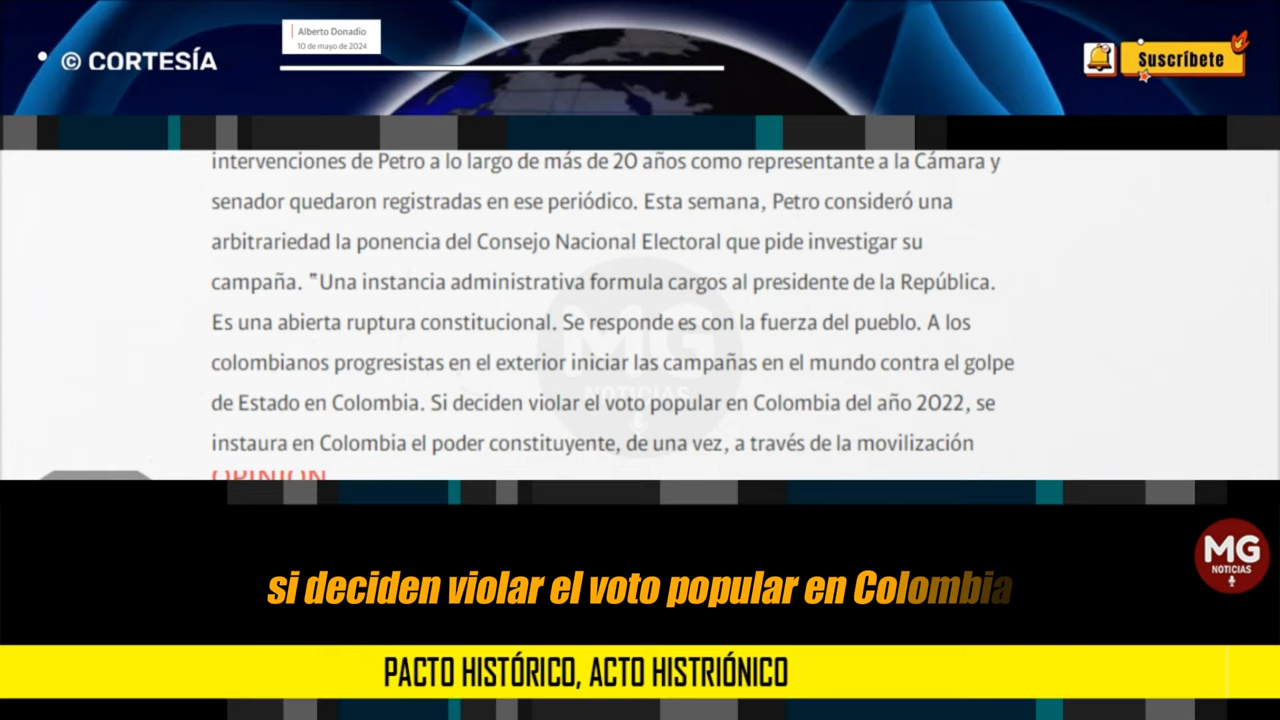 © CORTESÍA
Alberto Donadio
10 de mayo de 2024
Suscríbete
intervenciones de Petro a lo largo de más de 20 años como representante a la Cámara y
senador quedaron registradas en ese periódico. Esta semana, Petro consideró una
arbitrariedad la ponencia del Consejo Nacional Electoral que pide investigar su
campaña. "Una instancia administrativa formula cargos al presidente de la República.
Es una abierta ruptura constitucional. Se responde es con la fuerza del pueblo. A los
colombianos progresistas en el exterior iniciar las campañas en el mundo contra el golpe
de Estado en Colombia. Si deciden violar el voto popular en Colombia del año 2022, se
instaura en Colombia el poder constituyente, de una vez, a través de la movilización
OPINIÓN
MG
NOTICIAS
si deciden violar el voto popular en Colombia
MG
NOTICIAS
PACTO HISTÓRICO, ACTO HISTRIÓNICO